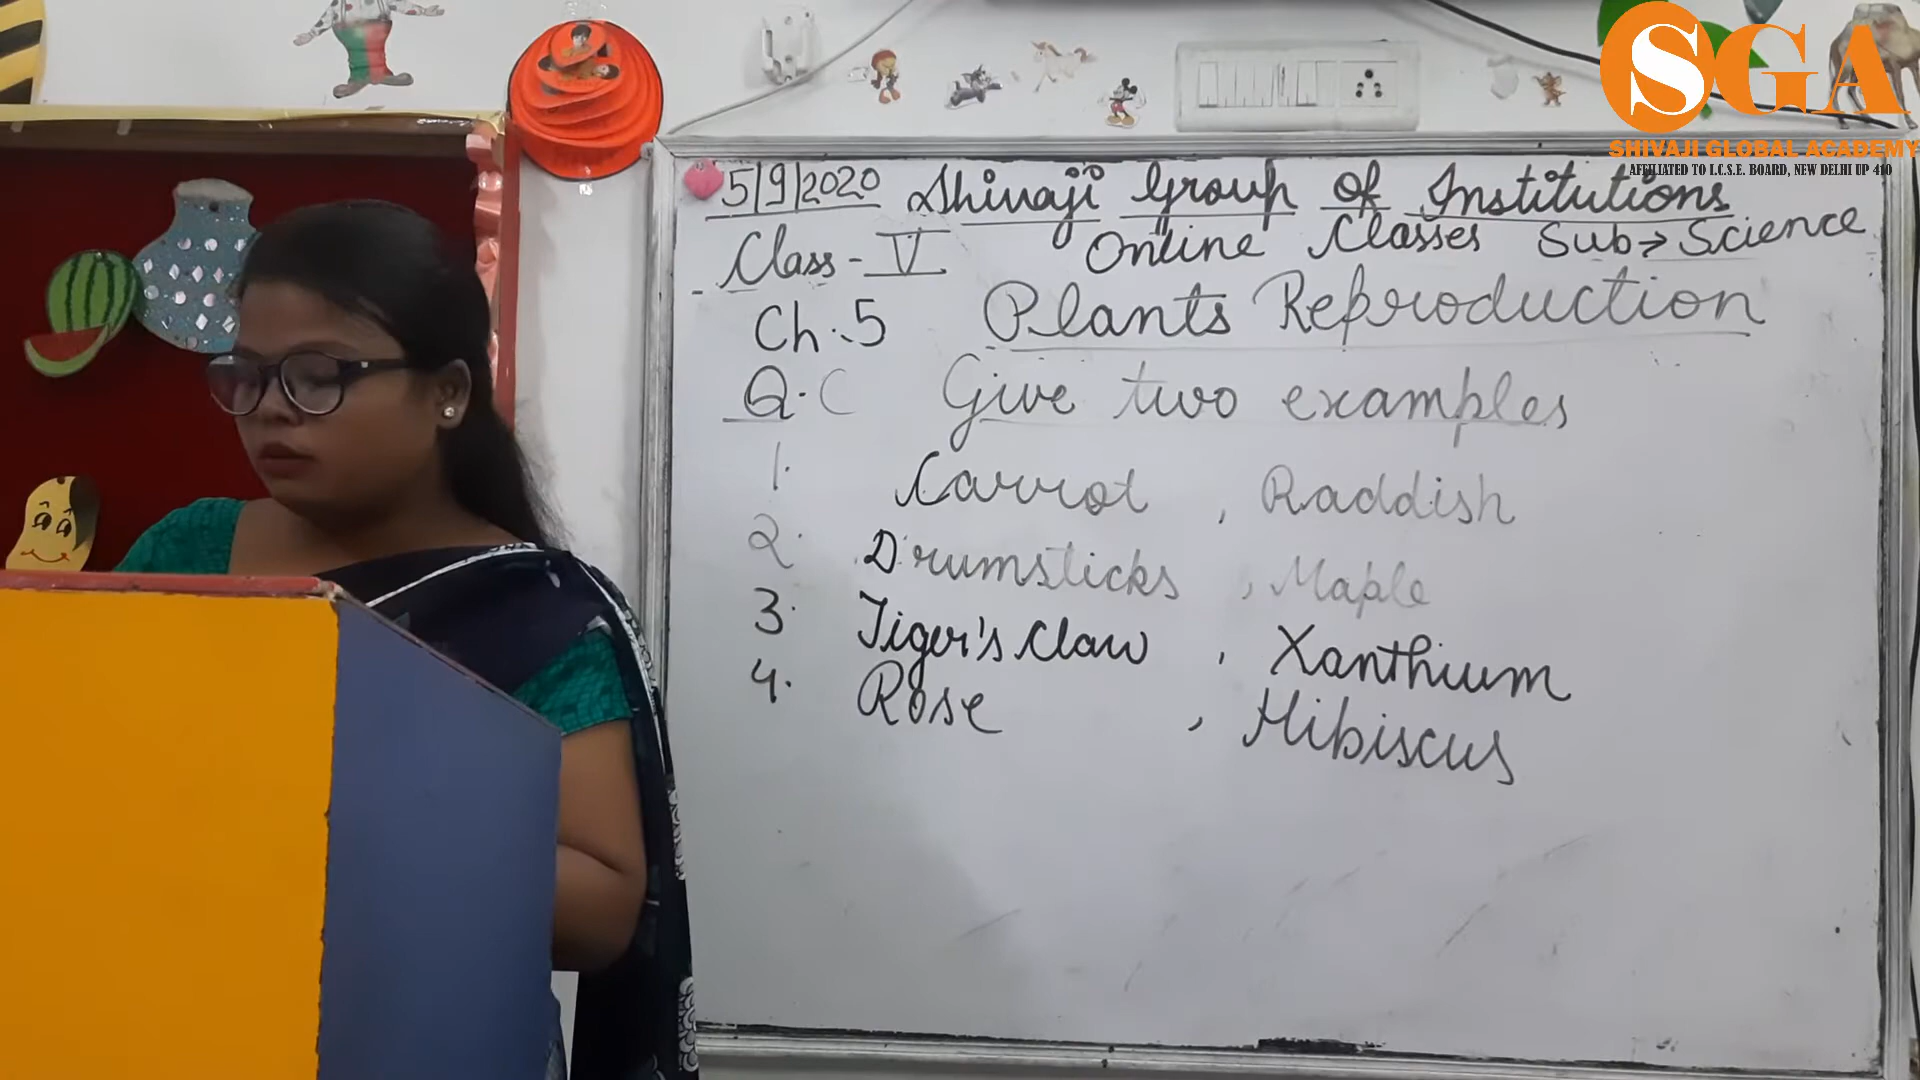 SGA
SHIVAJI GLOBAL ACADEMY
AFFILIATED TO I.C.S.E. BOARD, NEW DELHI UP 410
5/9/2020 Shivaji Group of Institutions
Class - V Online Classes Sub → Science
Ch. 5 Plants Reproduction
Q. C Give two examples
1. Carrot , Raddish
2. Drumsticks , Maple
3. Tiger's Claw , Xanthium
4. Rose , Hibiscus